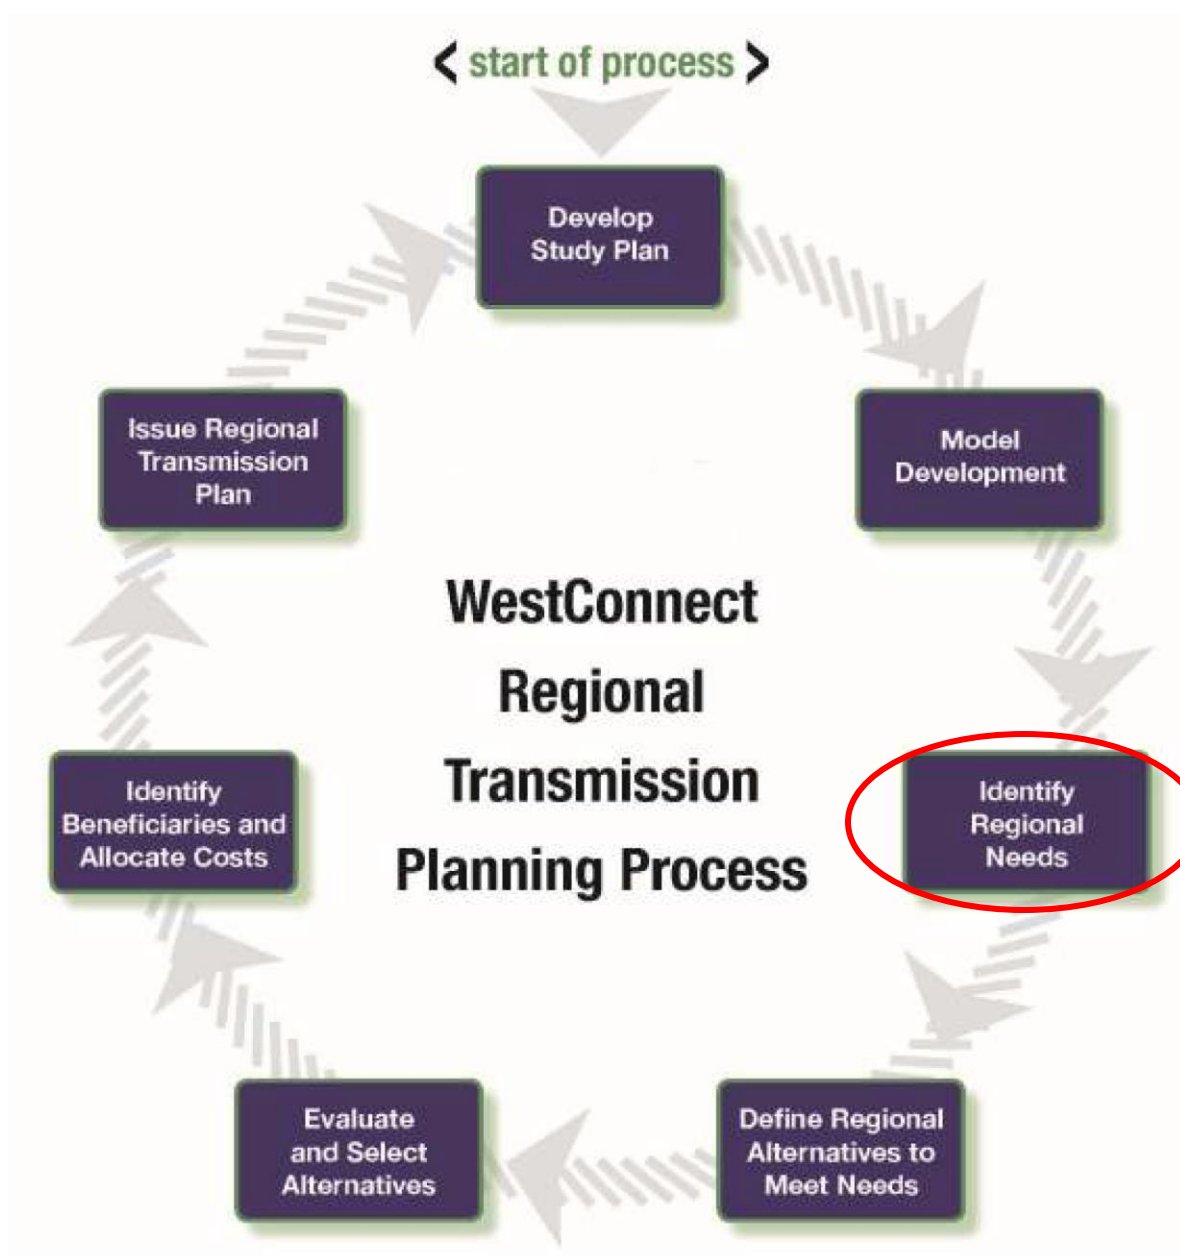 < start of process >
Develop
Study Plan
Model
Development
Identify
Regional
Needs
Define Regional
Alternatives to
Meet Needs
Evaluate
and Select
Alternatives
Identify
Beneficiaries and
Allocate Costs
Issue Regional
Transmission
Plan
WestConnect
Regional
Transmission
Planning Process